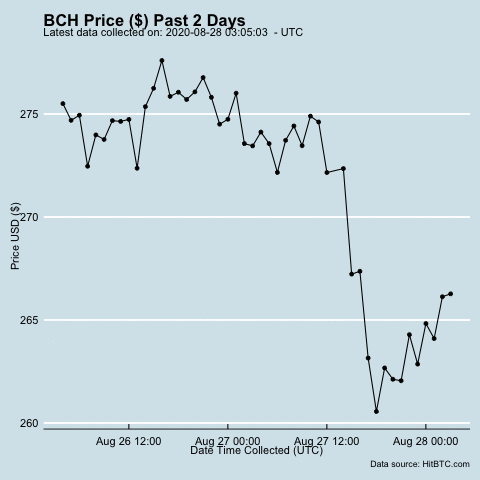 BCH Price ($) Past 2 Days
Latest data collected on: 2020-08-28 03:05:03  - UTC
275
270
265
260
Price USD ($)
Aug 26 12:00 Aug 27 00:00 Aug 27 12:00 Aug 28 00:00
Date Time Collected (UTC)
Data source: HitBTC.com